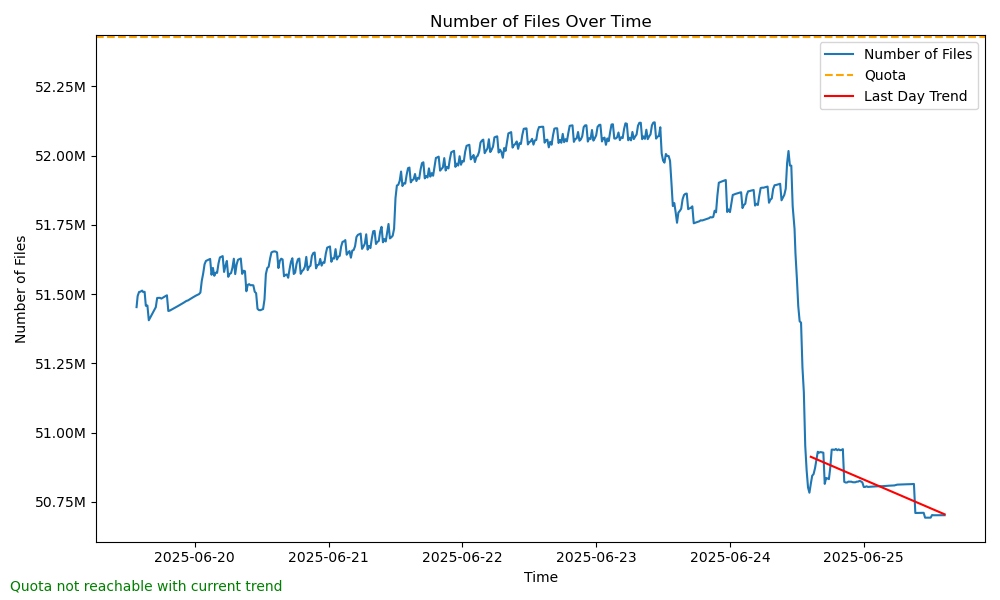 Number of Files Over Time
Number of Files
Quota
Last Day Trend
52.25M
52.00M
51.75M
51.50M
51.25M
51.00M
50.75M
Number of Files
2025-06-20
2025-06-21
2025-06-22
2025-06-23
2025-06-24
2025-06-25
Time
Quota not reachable with current trend